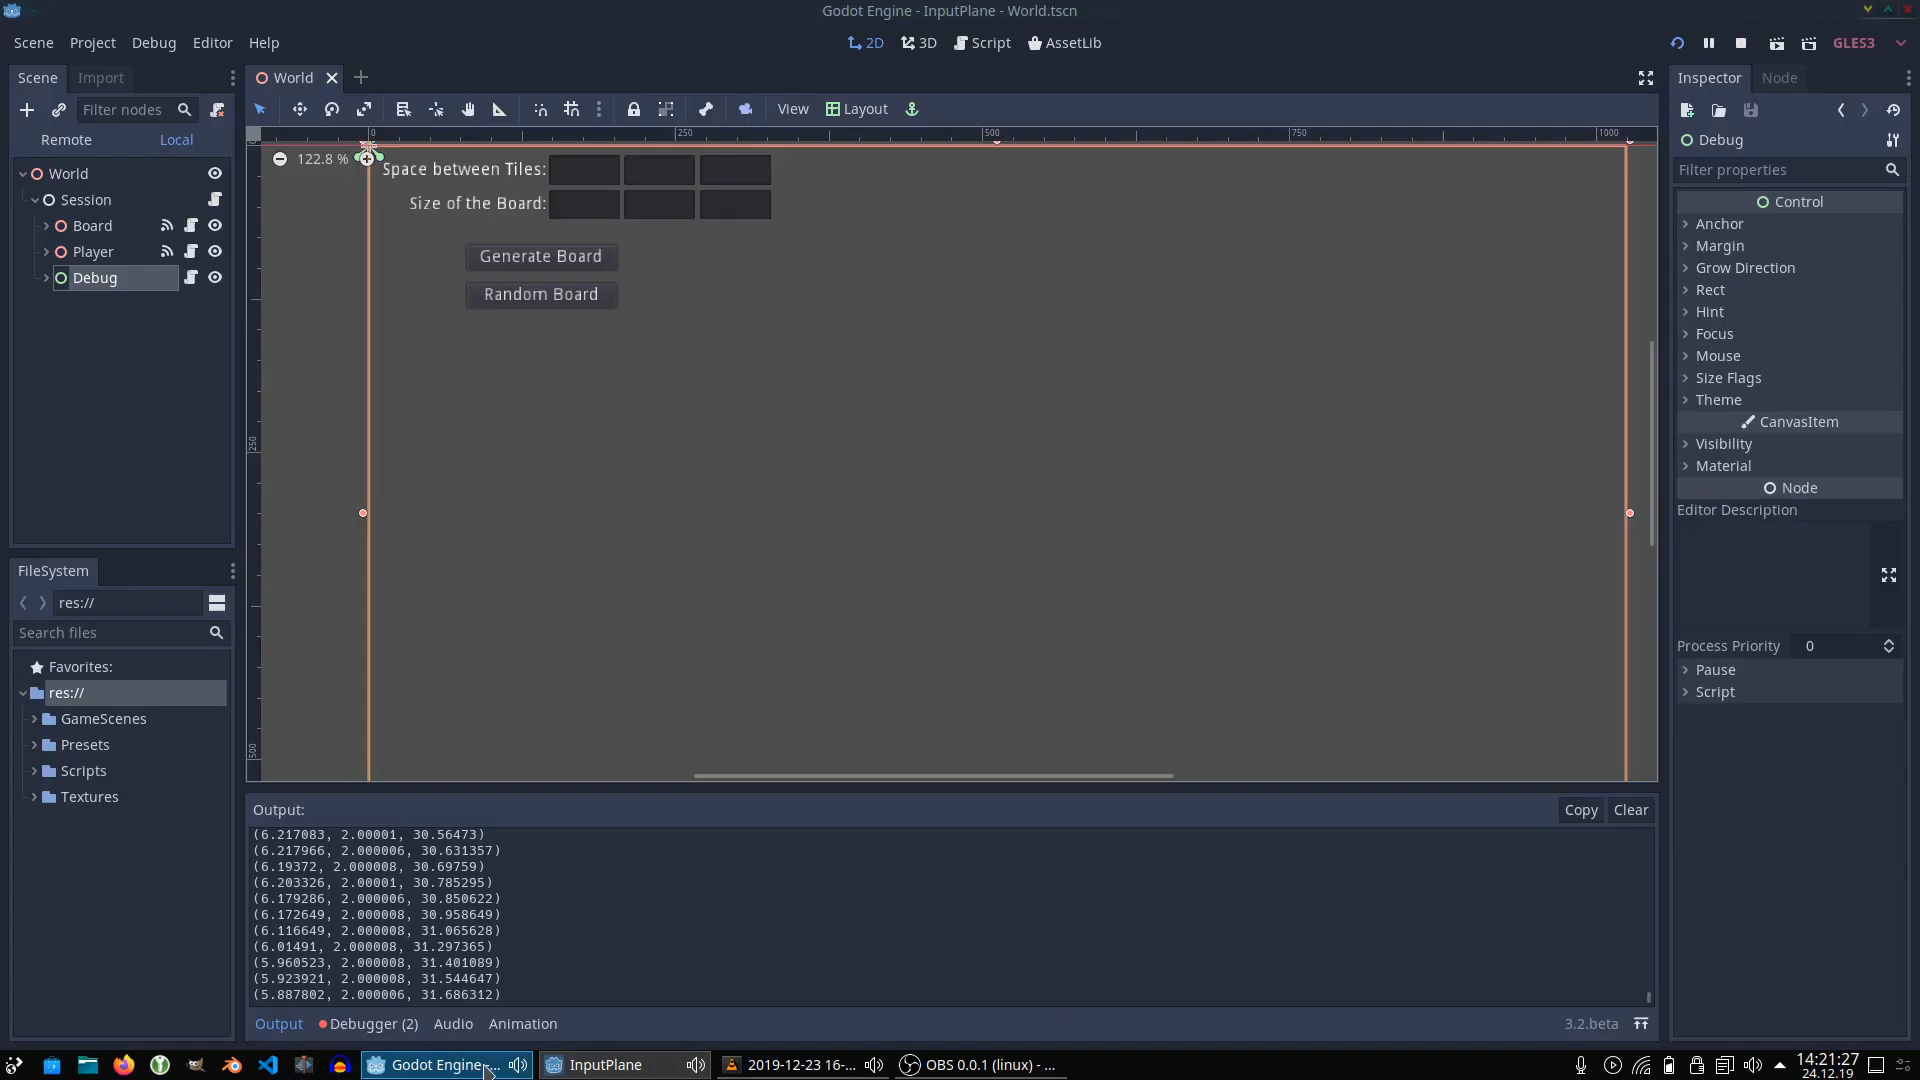 Godot Engine - InputPlane - World.tscn
Scene Project Debug Editor Help
2D 3D Script AssetLib
GLES3
Scene Import
World
Inspector Node
Filter nodes
View Layout
Remote Local
Debug
Filter properties
World
Session
Board
Player
Debug
0 250 500 750 1000
122.8 %
250
500
Space between Tiles:
Size of the Board:
Generate Board
Random Board
Control
Anchor
Margin
Grow Direction
Rect
Hint
Focus
Mouse
Size Flags
Theme
CanvasItem
Visibility
Material
Node
Editor Description
Process Priority 0
Pause
Script
FileSystem
res://
Search files
Favorites:
res://
GameScenes
Presets
Scripts
Textures
Output:
Copy Clear
(6.217083, 2.00001, 30.56473)
(6.217966, 2.000006, 30.631357)
(6.19372, 2.000008, 30.69759)
(6.203326, 2.00001, 30.785295)
(6.179286, 2.000006, 30.850622)
(6.172649, 2.000008, 30.958649)
(6.116649, 2.000008, 31.065628)
(6.01491, 2.000008, 31.297365)
(5.960523, 2.000008, 31.401089)
(5.923921, 2.000008, 31.544647)
(5.887802, 2.000006, 31.686312)
Output Debugger (2) Audio Animation
3.2.beta
Godot Engine -...
InputPlane
2019-12-23 16-...
OBS 0.0.1 (linux) - ...
14:21:27
24.12.19